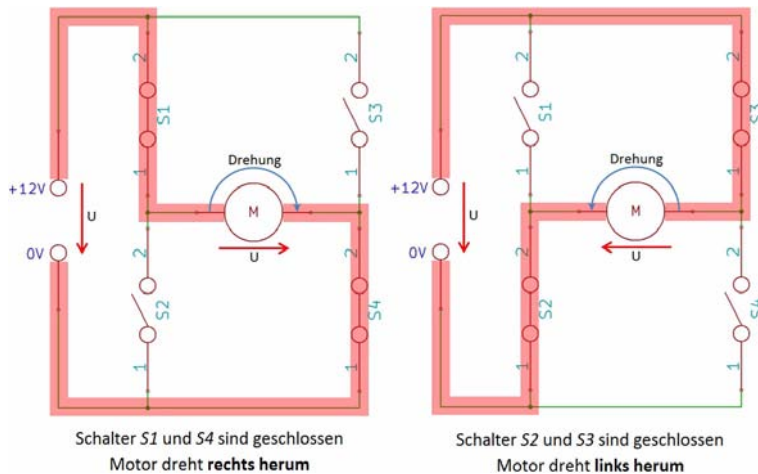 2
S1
1
2
S3
1
Drehung
+12V
U
M
U
0V
2
S2
1
2
S4
1
Schalter S1 und S4 sind geschlossen
Motor dreht rechts herum
2
S1
1
2
S3
1
Drehung
+12V
U
M
U
0V
2
S2
1
2
S4
1
Schalter S2 und S3 sind geschlossen
Motor dreht links herum